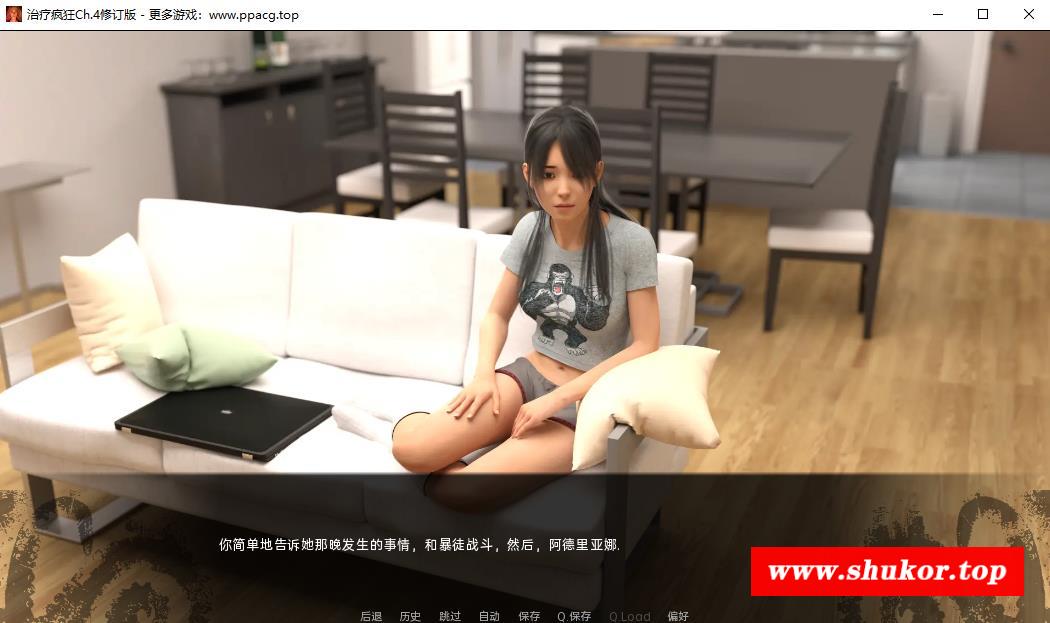 治疗疯狂Ch.4修订版 - 更多游戏：www.ppacg.top
你简单地告诉她那晚发生的事情，和暴徒战斗，然后，阿德里亚娜.
www.shukor.top
后退 历史 跳过 自动 保存 Q.保存 Q.Load 偏好